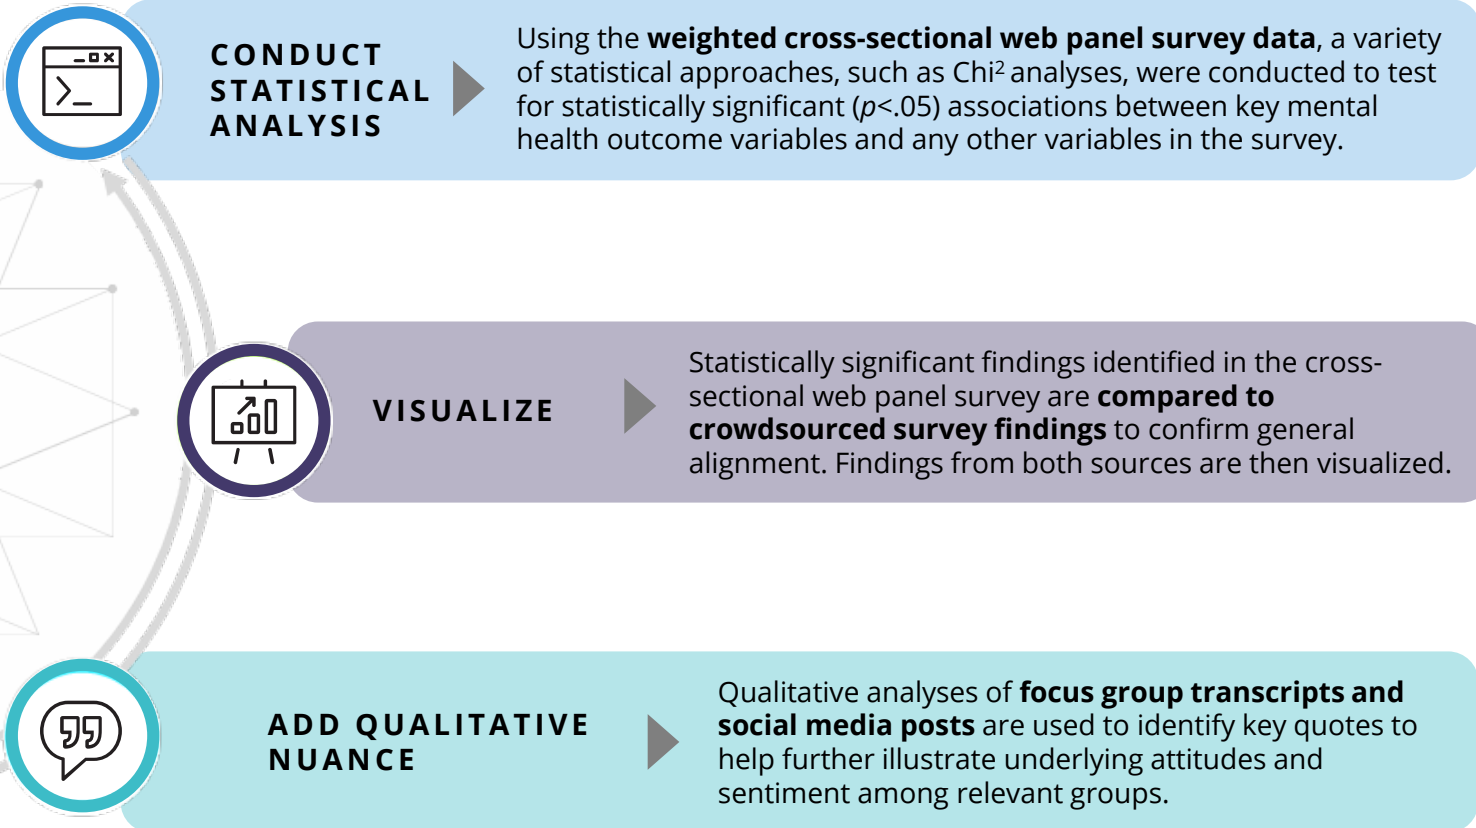 CONDUCT
STATISTICAL
ANALYSIS
Using the weighted cross-sectional web panel survey data, a variety
of statistical approaches, such as Chi² analyses, were conducted to test
for statistically significant (p<.05) associations between key mental
health outcome variables and any other variables in the survey.
VISUALIZE
Statistically significant findings identified in the cross-
sectional web panel survey are compared to
crowdsourced survey findings to confirm general
alignment. Findings from both sources are then visualized.
ADD QUALITATIVE
NUANCE
Qualitative analyses of focus group transcripts and
social media posts are used to identify key quotes to
help further illustrate underlying attitudes and
sentiment among relevant groups.